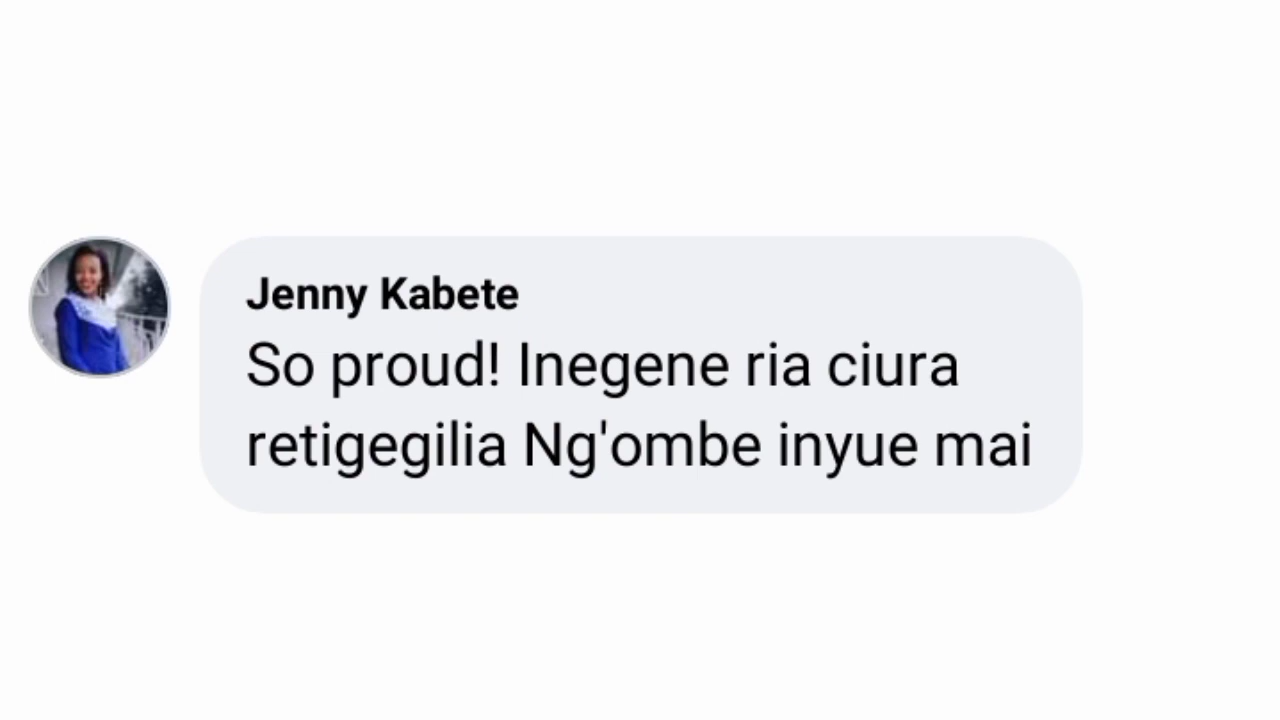 Jenny Kabete
So proud! Inegene ria ciura
retigegilia Ng'ombe inyue mai